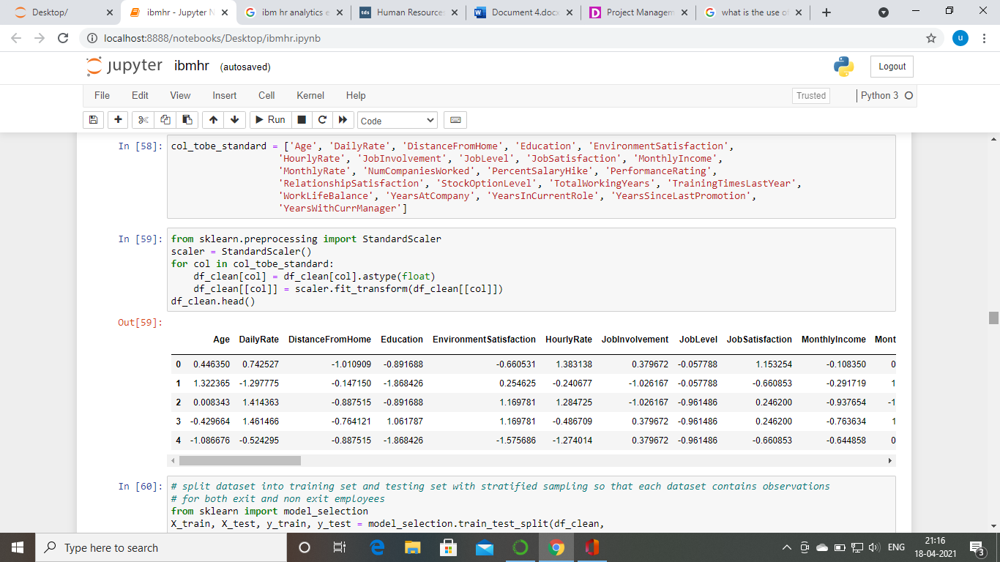 Desktop/
ibmhr - Jupyter N
ibm hr analytics e
tds Human Resources
Document 4.docx
D Project Managem
what is the use o
localhost:8888/notebooks/Desktop/ibmhr.ipynb
u
jupyter ibmhr (autosaved)
Logout
File Edit View Insert Cell Kernel Help
Trusted
Python 3
Run
Code
In [58]: col_tobe_standard = ['Age', 'DailyRate', 'DistanceFromHome', 'Education', 'EnvironmentSatisfaction',
'HourlyRate', 'JobInvolvement', 'JobLevel', 'JobSatisfaction', 'MonthlyIncome',
'MonthlyRate', 'NumCompaniesWorked', 'PercentSalaryHike', 'PerformanceRating',
'RelationshipSatisfaction', 'StockOptionLevel', 'TotalWorkingYears', 'TrainingTimesLastYear',
'WorkLifeBalance', 'YearsAtCompany', 'YearsInCurrentRole', 'YearsSinceLastPromotion',
'YearsWithCurrManager']
In [59]: from sklearn.preprocessing import StandardScaler
scaler = StandardScaler()
for col in col_tobe_standard:
df_clean[col] = df_clean[col].astype(float)
df_clean[[col]] = scaler.fit_transform(df_clean[[col]])
df_clean.head()
Out[59]:
Age DailyRate DistanceFromHome Education EnvironmentSatisfaction HourlyRate JobInvolvement JobLevel JobSatisfaction MonthlyIncome Mont
0 0.446350 0.742527 -1.010909 -0.891688 -0.660531 1.383138 0.379672 -0.057788 1.153254 -0.108350 0
1 1.322365 -1.297775 -0.147150 -1.868426 0.254625 -0.240677 -1.026167 -0.057788 -0.660853 -0.291719 1
2 0.008343 1.414363 -0.887515 -0.891688 1.169781 1.284725 -1.026167 -0.961486 0.246200 -0.937654 -1
3 -0.429664 1.461466 -0.764121 1.061787 1.169781 -0.486709 0.379672 -0.961486 0.246200 -0.763634 1
4 -1.086676 -0.524295 -0.887515 -1.868426 -1.575686 -1.274014 0.379672 -0.961486 -0.660853 -0.644858 0
In [60]: # split dataset into training set and testing set with stratified sampling so that each dataset contains observations
# for both exit and non exit employees
from sklearn import model_selection
X_train, X_test, y_train, y_test = model_selection.train_test_split(df_clean,
Type here to search
ENG
21:16
18-04-2021
3